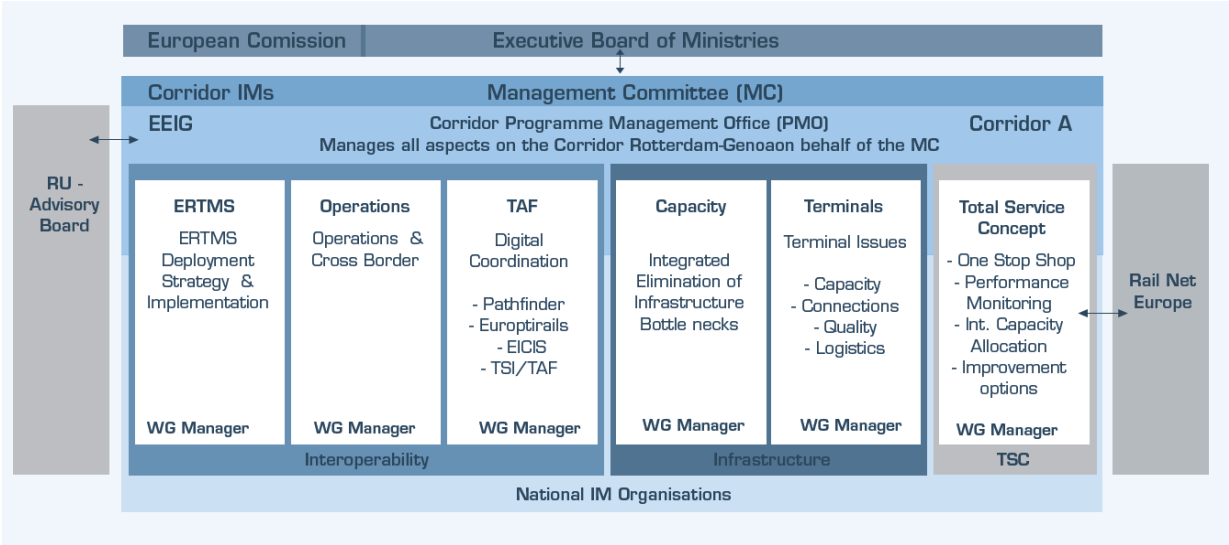 European Comission
Executive Board of Ministries
Corridor IMs
Management Committee (MC)
EEIG
Corridor Programme Management Office (PMO)
Corridor A
Manages all aspects on the Corridor Rotterdam-Genoaon behalf of the MC
RU -
Advisory
Board
ERTMS
ERTMS
Deployment
Strategy &
Implementation
WG Manager
Operations
Operations &
Cross Border
WG Manager
TAF
Digital
Coordination
- Pathfinder
- Europtirails
- EICIS
- TSI/TAF
WG Manager
Interoperability
Capacity
Integrated
Elimination of
Infrastructure
Bottle necks
WG Manager
Terminals
Terminal Issues
- Capacity
- Connections
- Quality
- Logistics
WG Manager
Infrastructure
Total Service
Concept
- One Stop Shop
- Performance
Monitoring
- Int. Capacity
Allocation
- Improvement
options
WG Manager
TSC
Rail Net
Europe
National IM Organisations